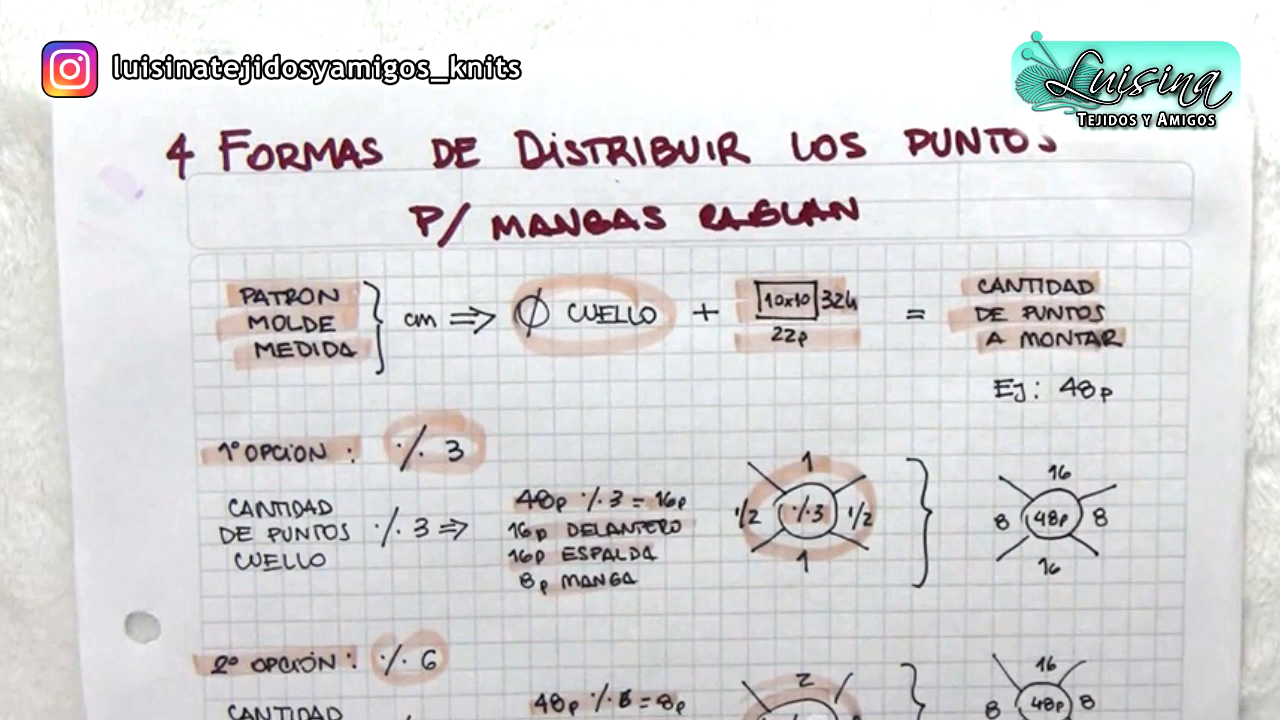 luisinatejidosyamigos_knits
Luisina
TEJIDOS Y AMIGOS
4 FORMAS DE DISTRIBUIR LOS PUNTOS
P/ MANGAS RAGLAN
PATRON
MOLDE
MEDIDA
cm ⇒
Ø CUELLO
+
10x10 32h
22p
=
CANTIDAD
DE PUNTOS
A MONTAR
EJ: 48p
1º OPCION : ·/. 3
CANTIDAD
DE PUNTOS ·/. 3 ⇒
CUELLO
48p ·/. 3 = 16p
16p DELANTERO
16p ESPALDA
8p MANGA
1
1/2 ·/. 3 1/2
1
16
8 48p 8
16
2º OPCIÓN : ·/. 6
CANTIDAD
48p ·/. 6 = 8p
2
16
8 48p 8